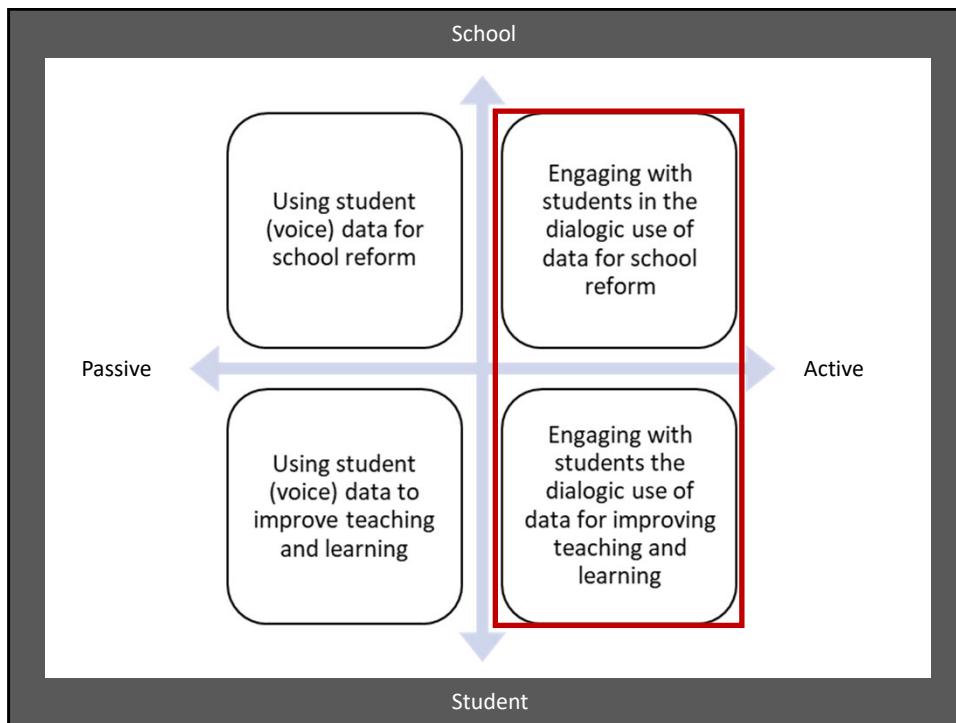 School
Using student
(voice) data for
school reform
Engaging with
students in the
dialogic use of
data for school
reform
Passive
Active
Using student
(voice) data to
improve teaching
and learning
Engaging with
students the
dialogic use of
data for improving
teaching and
learning
Student